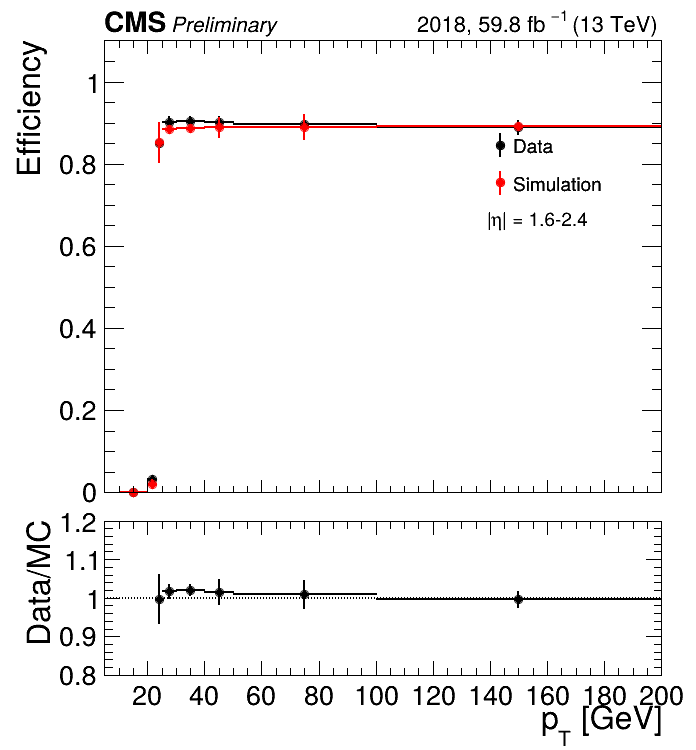 CMS Preliminary 2018, 59.8 fb⁻¹ (13 TeV)
Efficiency
1
0.8
0.6
0.4
0.2
0
Data
Simulation
|η| = 1.6-2.4
Data/MC
1.2
1.1
1
0.9
0.8
20 40 60 80 100 120 140 160 180 200
p_T [GeV]